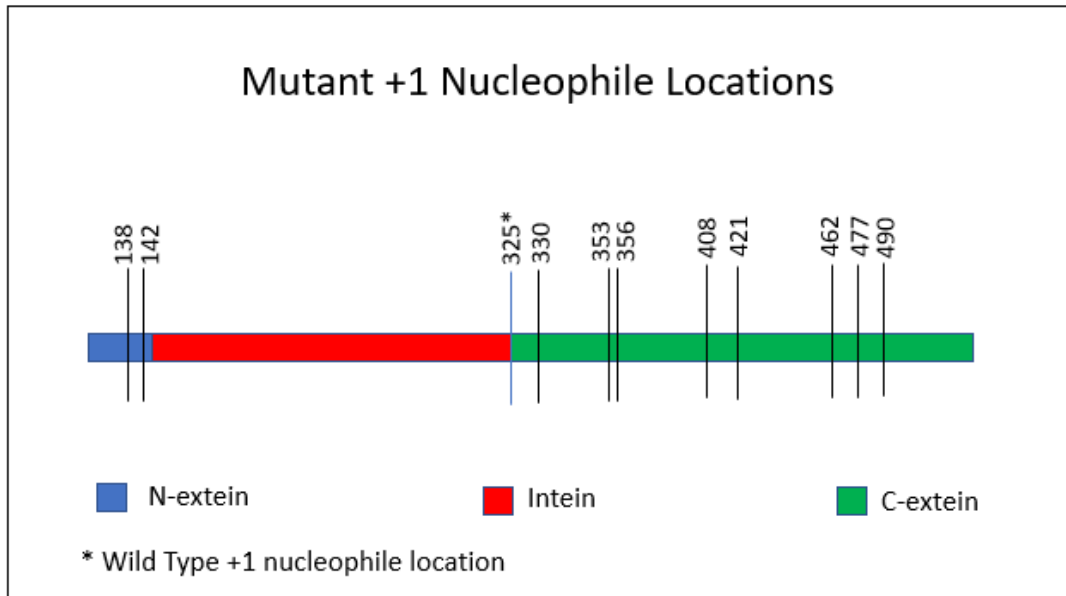 Mutant +1 Nucleophile Locations
138 142 325* 330 353 356 408 421 462 477 490
N-extein Intein C-extein
* Wild Type +1 nucleophile location